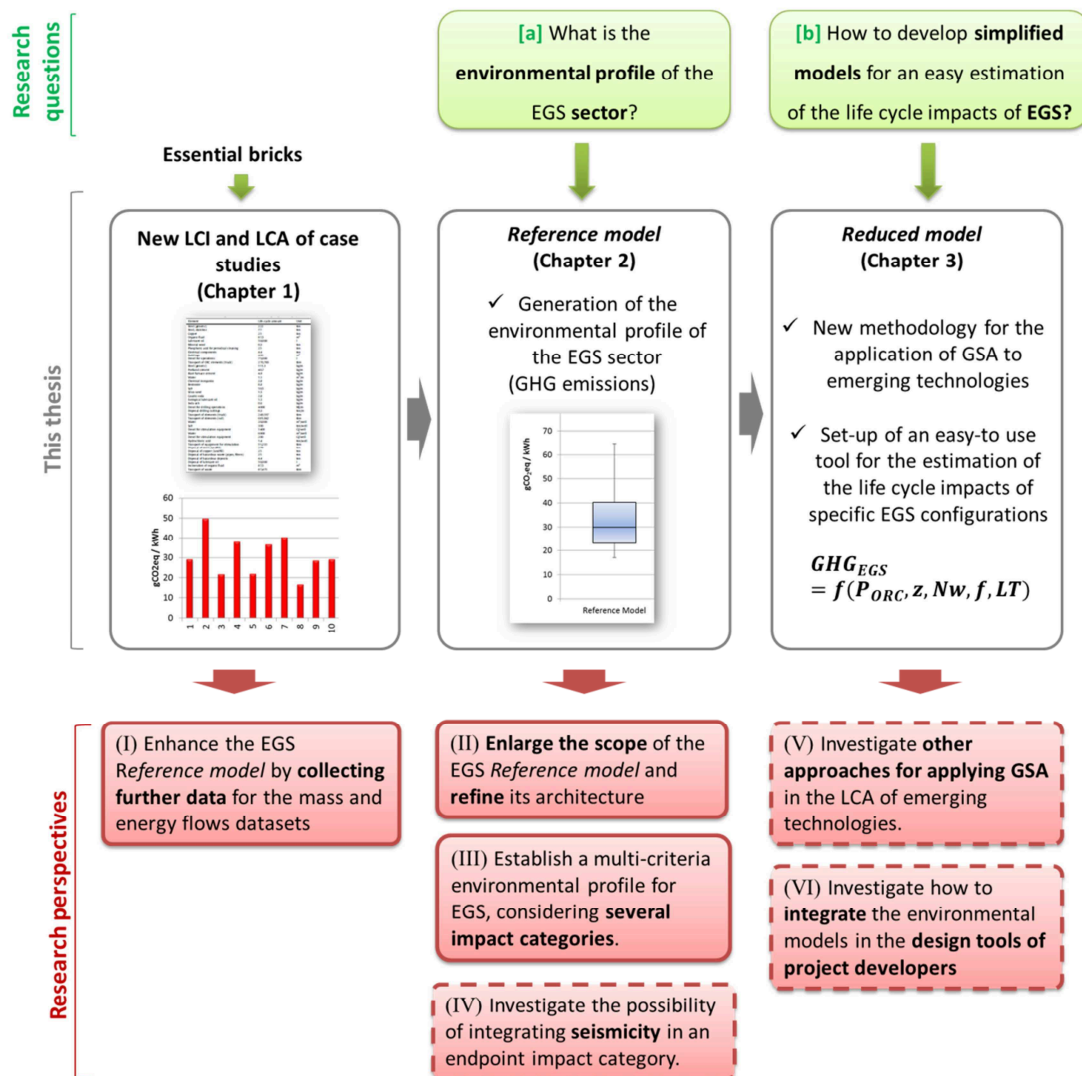 Research
questions
[a] What is the
environmental profile of the
EGS sector?
[b] How to develop simplified
models for an easy estimation
of the life cycle impacts of EGS?
Essential bricks
This thesis
New LCI and LCA of case
studies
(Chapter 1)
gCO2eq / kWh
60
50
40
30
20
10
0
1
2
3
4
5
6
7
8
9
10
Reference model
(Chapter 2)
✓ Generation of the
environmental profile of
the EGS sector
(GHG emissions)
gCO₂eq / kWh
70
60
50
40
30
20
10
0
Reference Model
Reduced model
(Chapter 3)
✓ New methodology for the
application of GSA to
emerging technologies
✓ Set-up of an easy-to use
tool for the estimation of
the life cycle impacts of
specific EGS configurations
GHG_EGS
= f(P_ORC, z, Nw, f, LT)
Research perspectives
(I) Enhance the EGS
Reference model by collecting
further data for the mass and
energy flows datasets
(II) Enlarge the scope of the
EGS Reference model and
refine its architecture
(III) Establish a multi-criteria
environmental profile for
EGS, considering several
impact categories.
(IV) Investigate the possibility
of integrating seismicity in an
endpoint impact category.
(V) Investigate other
approaches for applying GSA
in the LCA of emerging
technologies.
(VI) Investigate how to
integrate the environmental
models in the design tools of
project developers